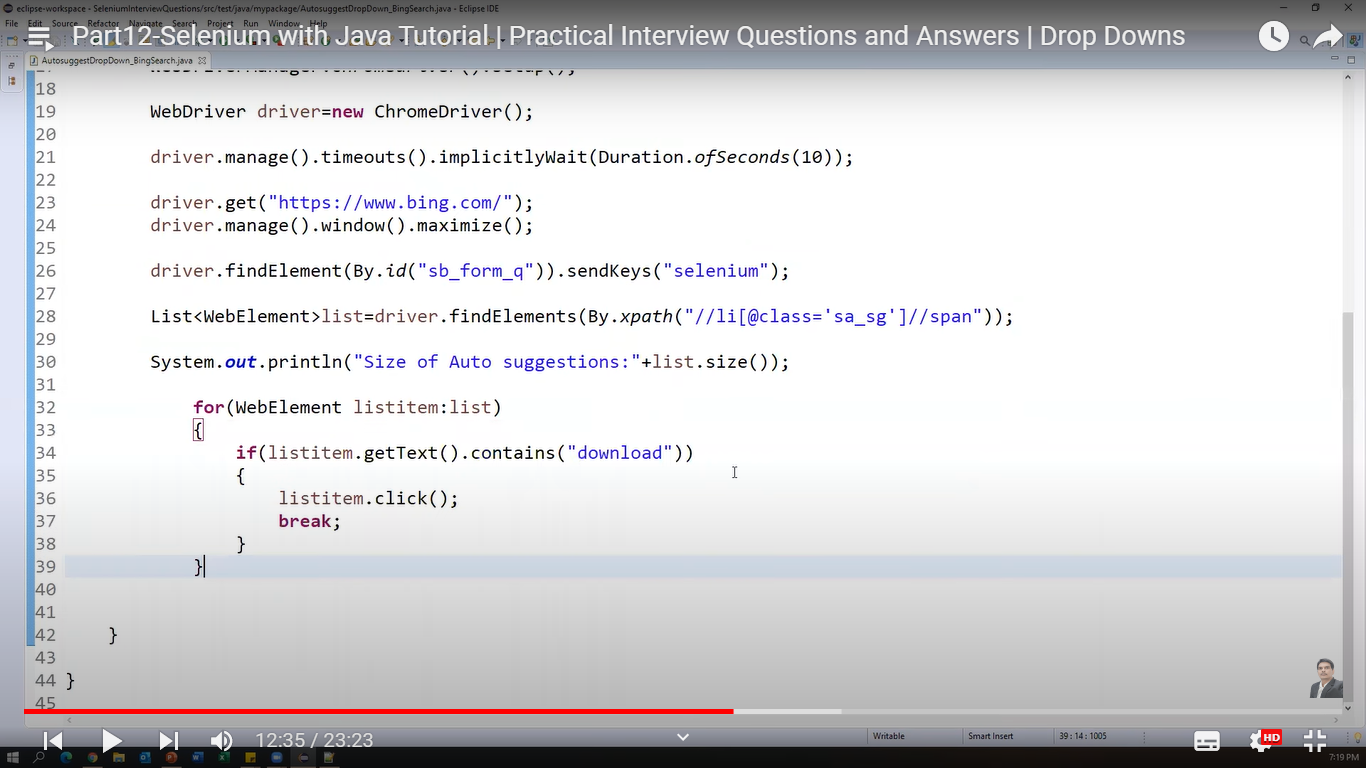 eclipse-workspace - SeleniumInterviewQuestions/src/test/java/mypackage/AutosuggestDropDown_BingSearch.java - Eclipse IDE
File Edit Source Refactor Navigate Search Project Run Window Help
Part12-Selenium with Java Tutorial | Practical Interview Questions and Answers | Drop Downs
AutosuggestDropDown_BingSearch.java
18
19 WebDriver driver=new ChromeDriver();
20
21 driver.manage().timeouts().implicitlyWait(Duration.ofSeconds(10));
22
23 driver.get("https://www.bing.com/");
24 driver.manage().window().maximize();
25
26 driver.findElement(By.id("sb_form_q")).sendKeys("selenium");
27
28 List<WebElement>list=driver.findElements(By.xpath("//li[@class='sa_sg']//span"));
29
30 System.out.println("Size of Auto suggestions:"+list.size());
31
32 for(WebElement listitem:list)
33 {
34 if(listitem.getText().contains("download"))
35 {
36 listitem.click();
37 break;
38 }
39 }
40
41
42 }
43
44 }
45
12:35 / 23:23
Writable Smart Insert 39 : 14 : 1005
HD
7:19 PM